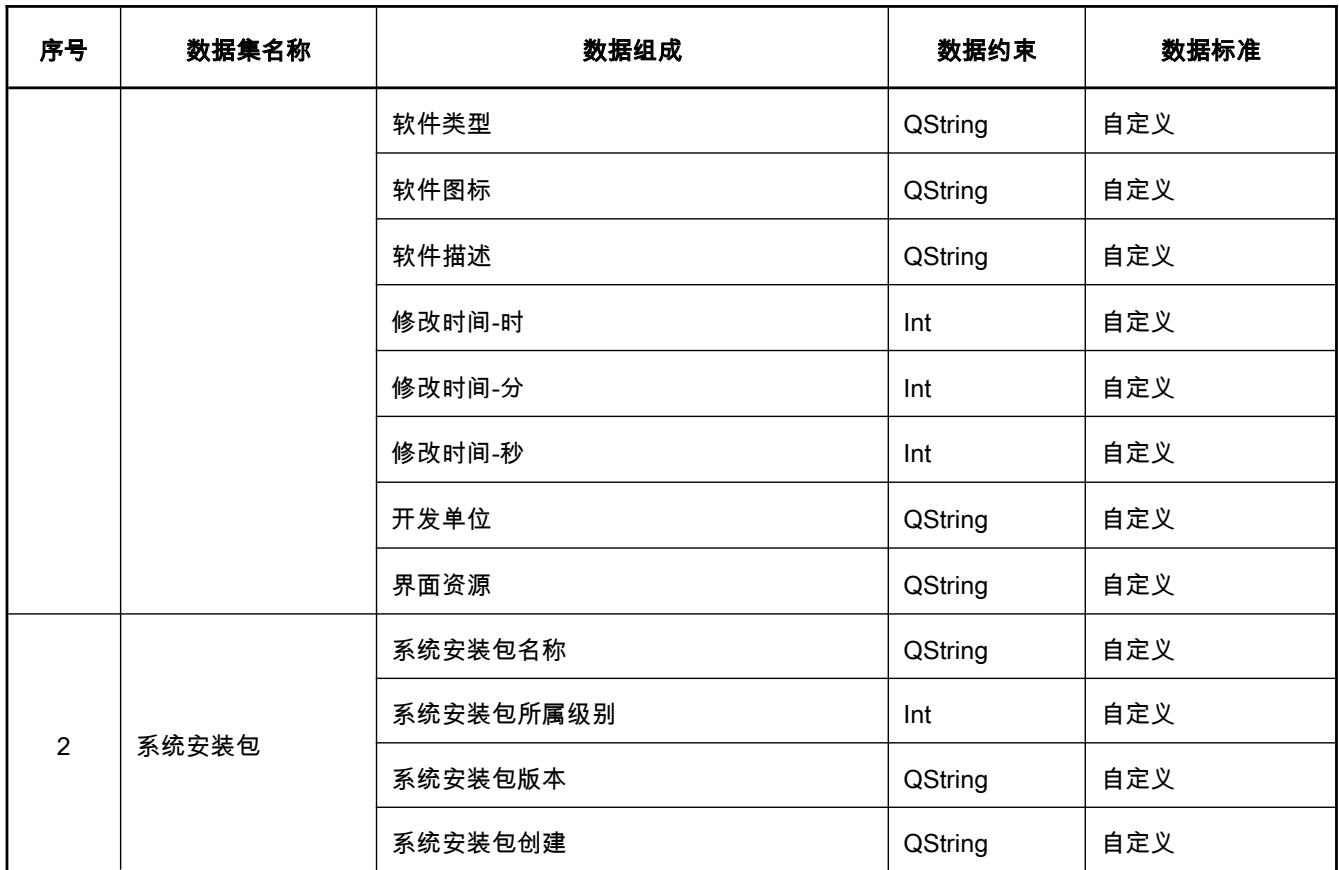 序号 数据集名称 数据组成 数据约束 数据标准
软件类型 QString 自定义
软件图标 QString 自定义
软件描述 QString 自定义
修改时间-时 Int 自定义
修改时间-分 Int 自定义
修改时间-秒 Int 自定义
开发单位 QString 自定义
界面资源 QString 自定义
2 系统安装包 系统安装包名称 QString 自定义
系统安装包所属级别 Int 自定义
系统安装包版本 QString 自定义
系统安装包创建 QString 自定义